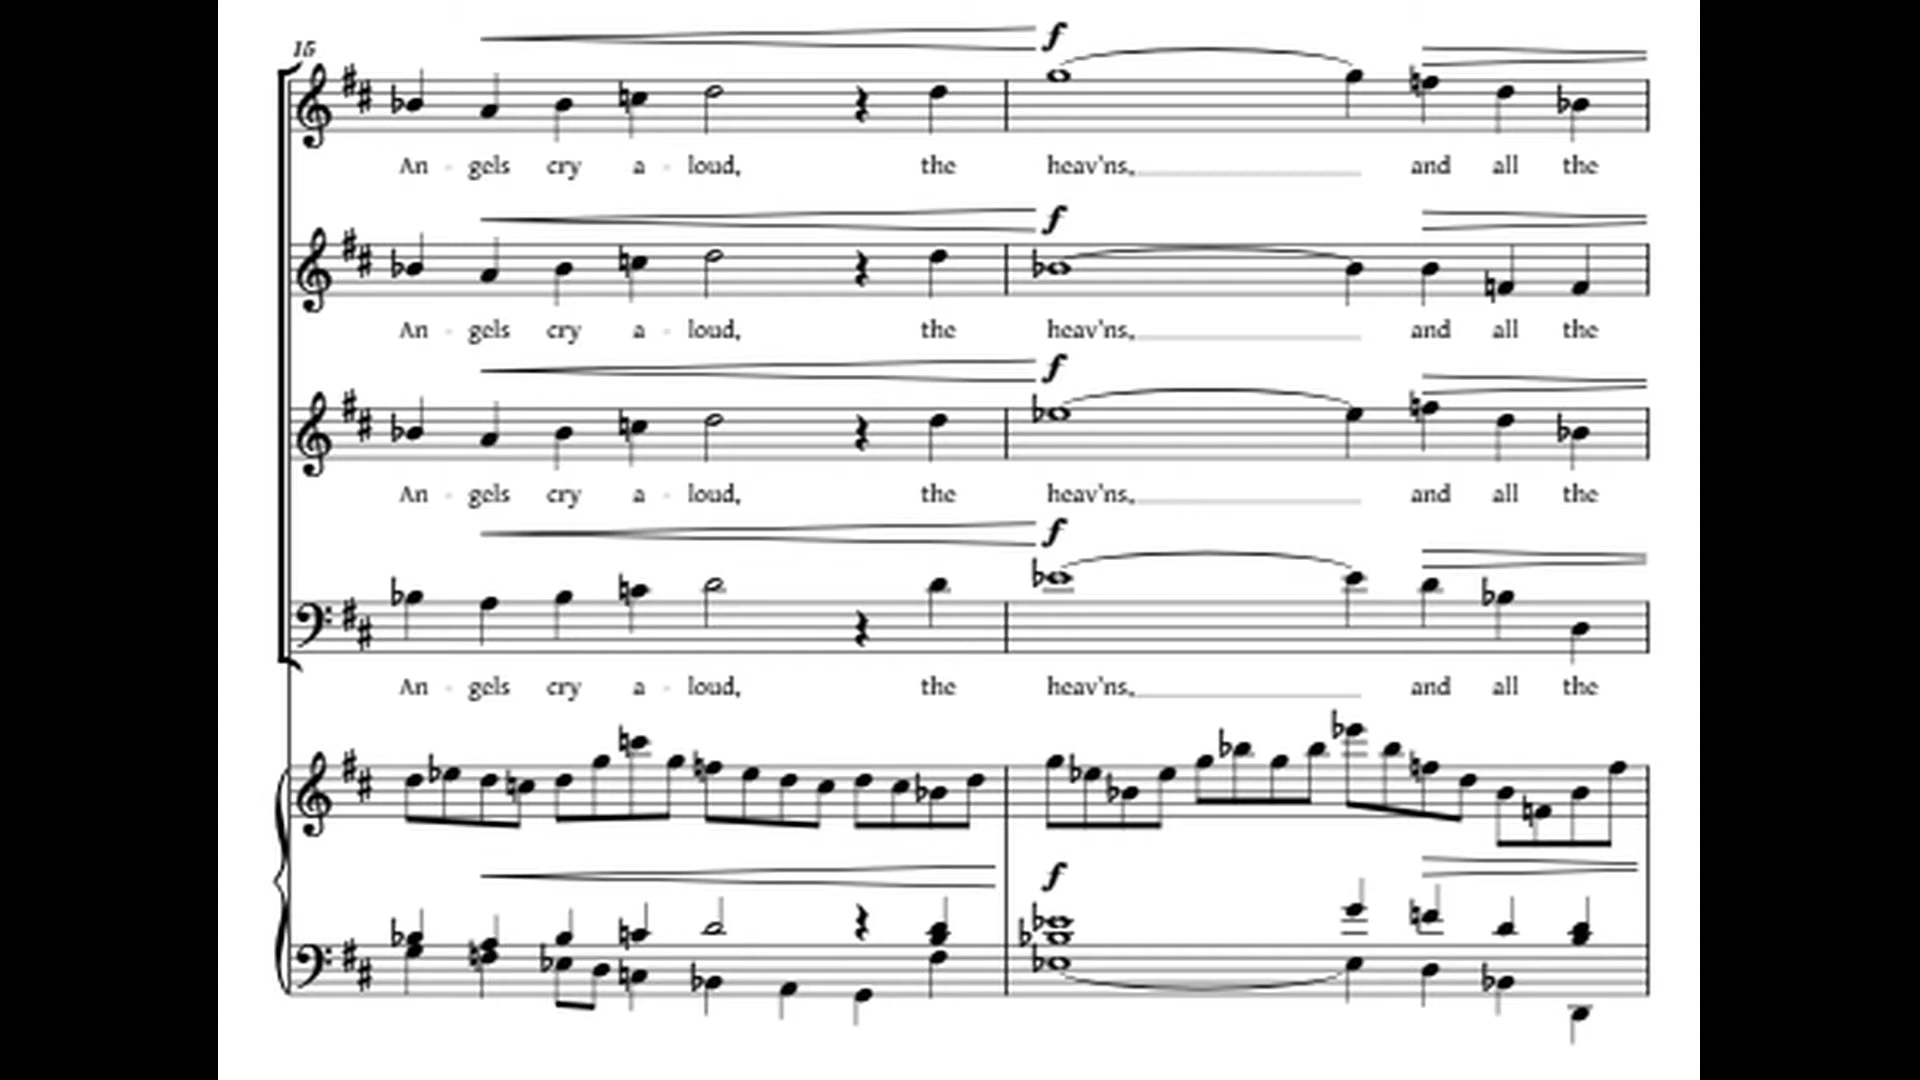 15
f
An - gels cry a - loud, the heav'ns, and all the
f
An - gels cry a - loud, the heav'ns, and all the
f
An - gels cry a - loud, the heav'ns, and all the
f
An - gels cry a - loud, the heav'ns, and all the
f